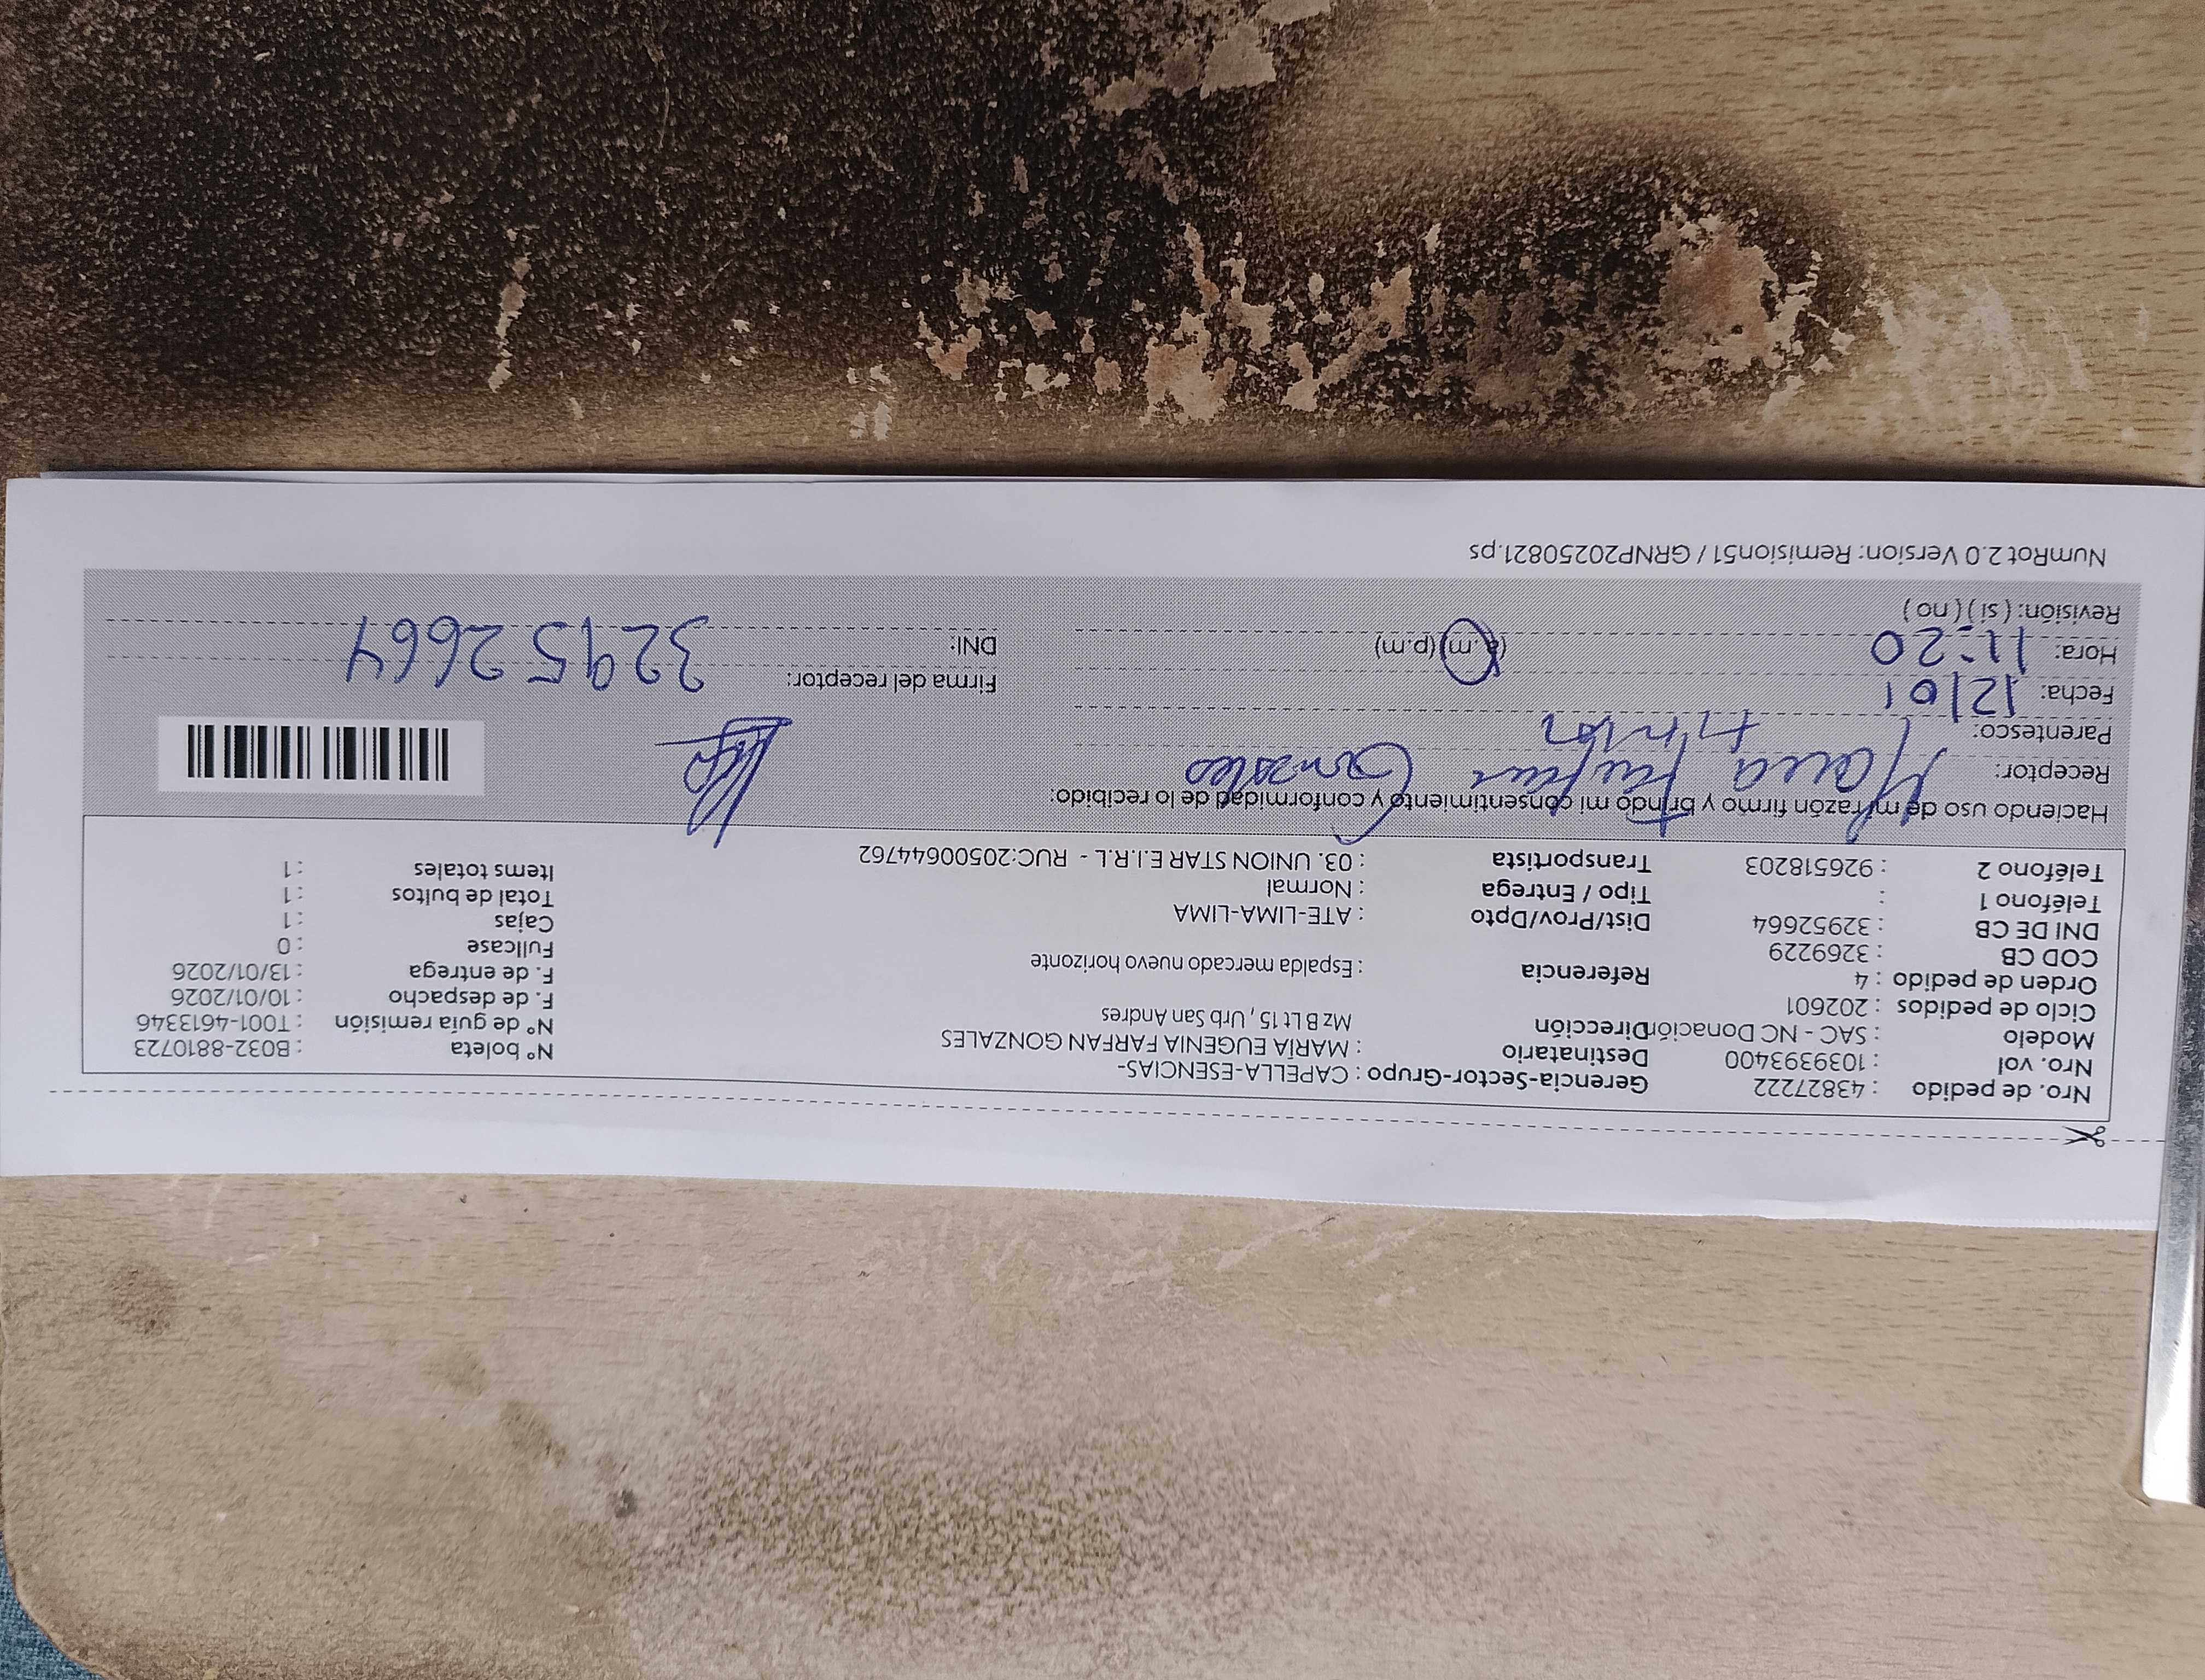 Nro. de pedido : 43827222 Gerencia-Sector-Grupo : CAPELLA-ESENCIAS- N° boleta : B032-8810723
Nro. vol : 1039393400 Destinatario : MARÍA EUGENIA FARFAN GONZALES N° de guía remisión : T001-4613346
Modelo : SAC - NC Donación Dirección Mz B Lt 15 , Urb San Andres F. de despacho : 10/01/2026
Ciclo de pedidos : 202601 F. de entrega : 13/01/2026
Orden de pedido : 4 Referencia : Espalda mercado nuevo horizonte Fullcase : 0
COD CB : 3269229 Cajas : 1
DNI DE CB : 32952664 Dist/Prov/Dpto : ATE-LIMA-LIMA Total de bultos : 1
Teléfono 1 : Tipo / Entrega : Normal Items totales : 1
Teléfono 2 : 926518203 Transportista : 03. UNION STAR E.I.R.L - RUC:20500644762
Haciendo uso de mi razón firmo y brindo mi consentimiento y conformidad de lo recibido:
Receptor: Maria Farfan Gonzales
Parentesco:
Fecha: 12/01 Firma del receptor:
Hora: 11:20 (a.m) (p.m) DNI: 32952664
Revisión: ( si ) ( no )
NumRot 2.0 Version: Remision51 / GRNP20250821.ps